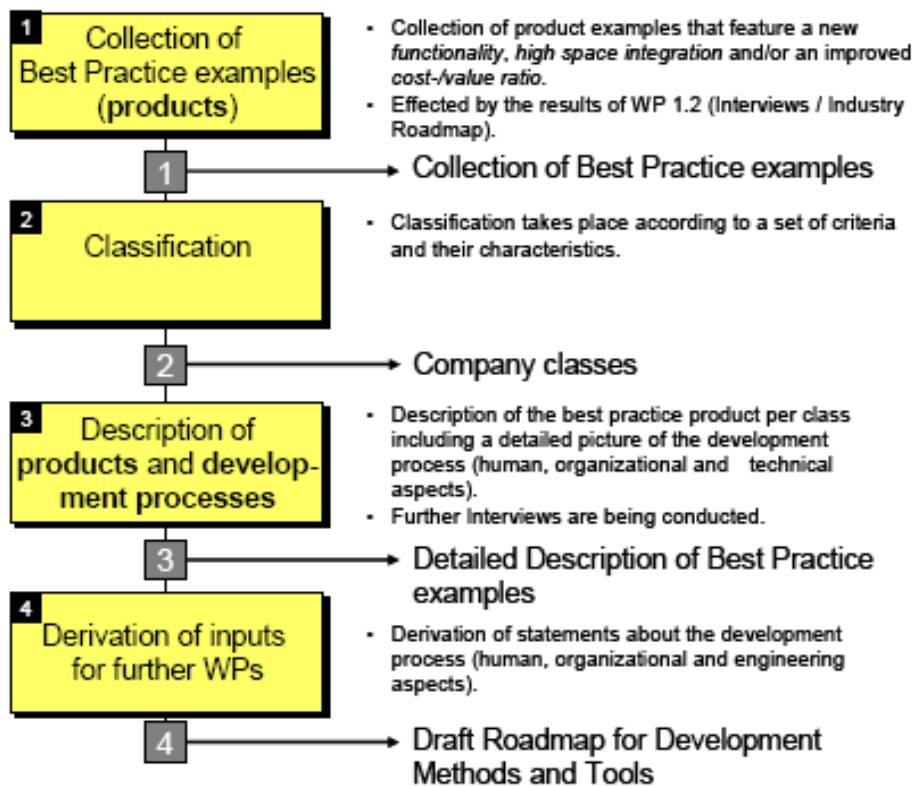 1
Collection of
Best Practice examples
(products)
- Collection of product examples that feature a new
functionality, high space integration and/or an improved
cost-/value ratio.
- Effected by the results of WP 1.2 (Interviews / Industry
Roadmap).
1
Collection of Best Practice examples
2
Classification
- Classification takes place according to a set of criteria
and their characteristics.
2
Company classes
3
Description of
products and develop-
ment processes
- Description of the best practice product per class
including a detailed picture of the development
process (human, organizational and technical
aspects).
- Further Interviews are being conducted.
3
Detailed Description of Best Practice
examples
4
Derivation of inputs
for further WPs
- Derivation of statements about the development
process (human, organizational and engineering
aspects).
4
Draft Roadmap for Development
Methods and Tools